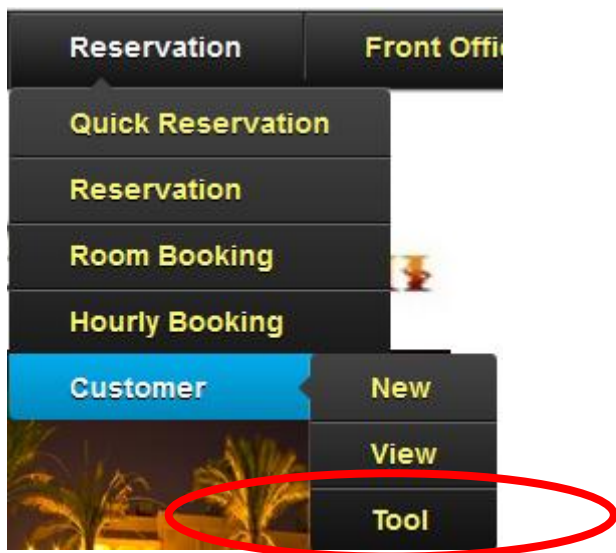 Reservation Front Offi
Quick Reservation
Reservation
Room Booking
Hourly Booking
Customer New
View
Tool